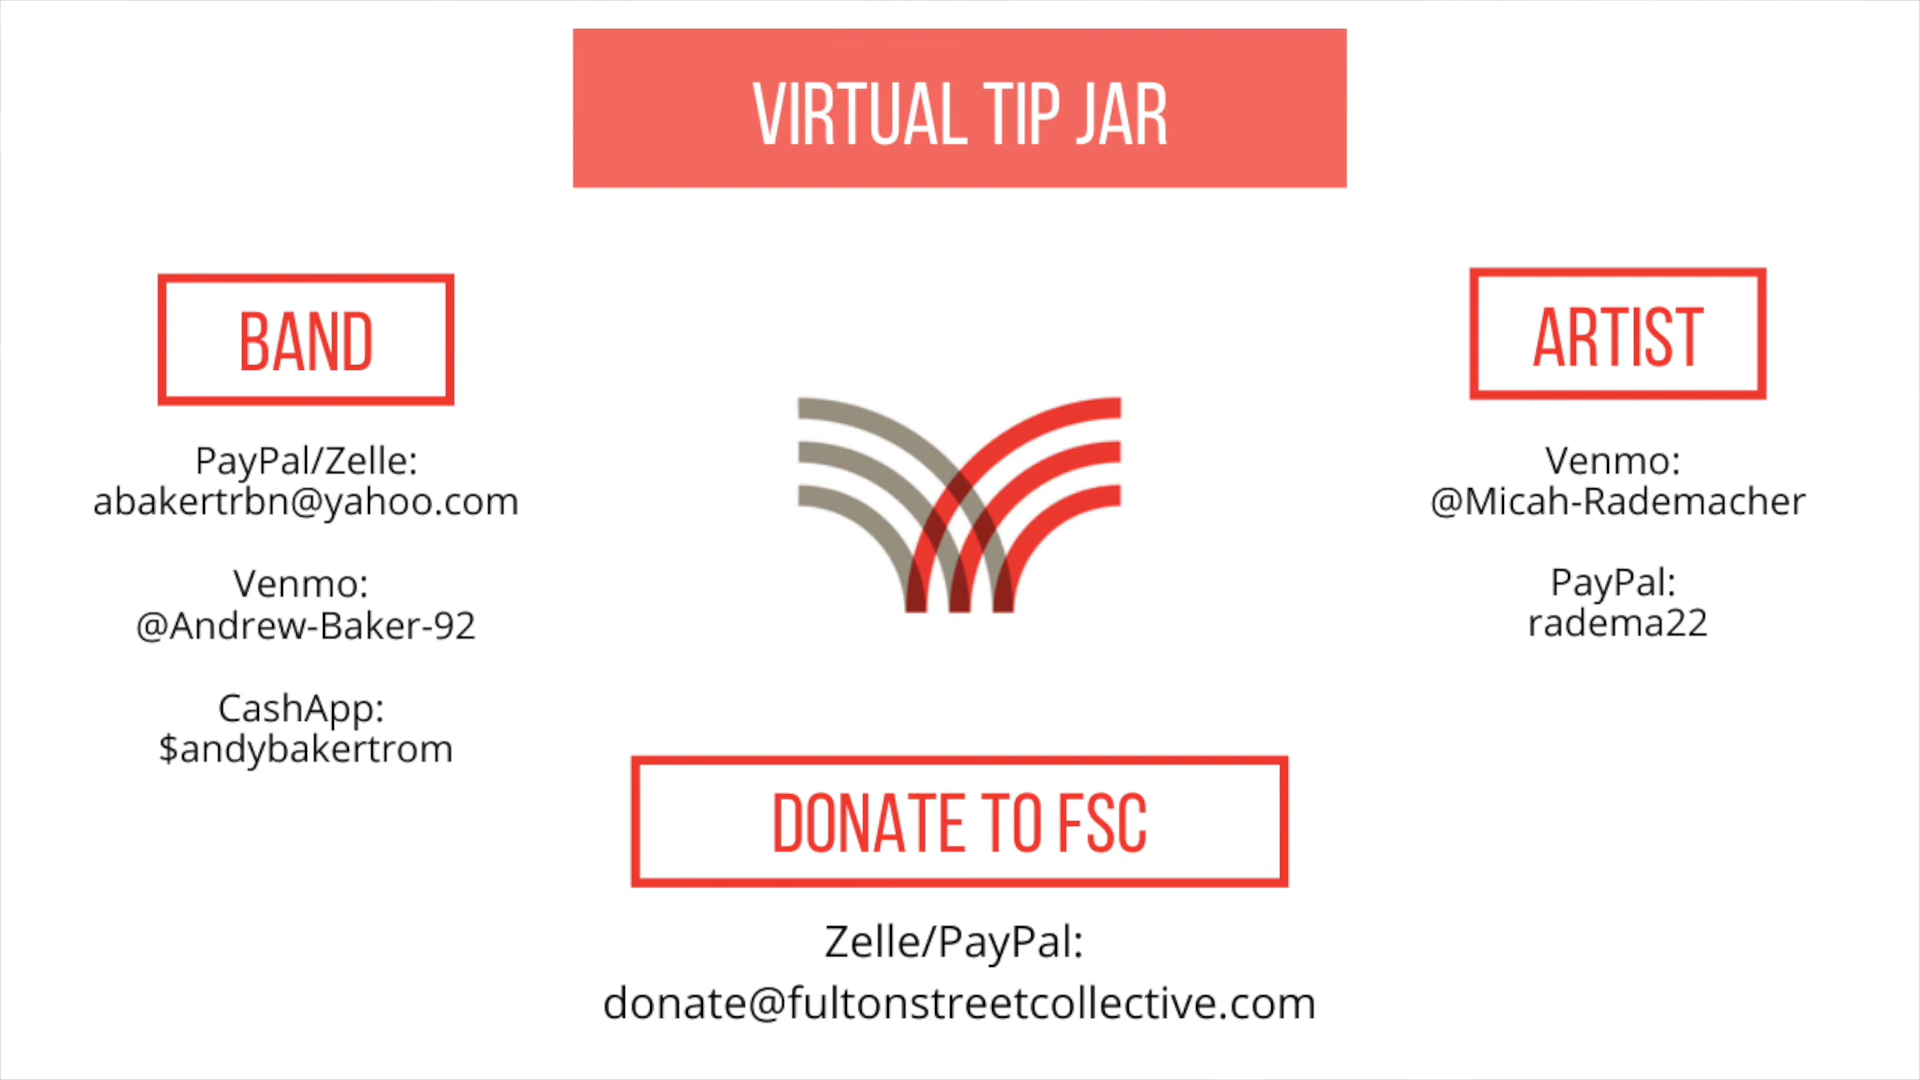 VIRTUAL TIP JAR
BAND
PayPal/Zelle:
abakertrbn@yahoo.com
Venmo:
@Andrew-Baker-92
CashApp:
$andybakertrom
ARTIST
Venmo:
@Micah-Rademacher
PayPal:
radema22
DONATE TO FSC
Zelle/PayPal:
donate@fultonstreetcollective.com